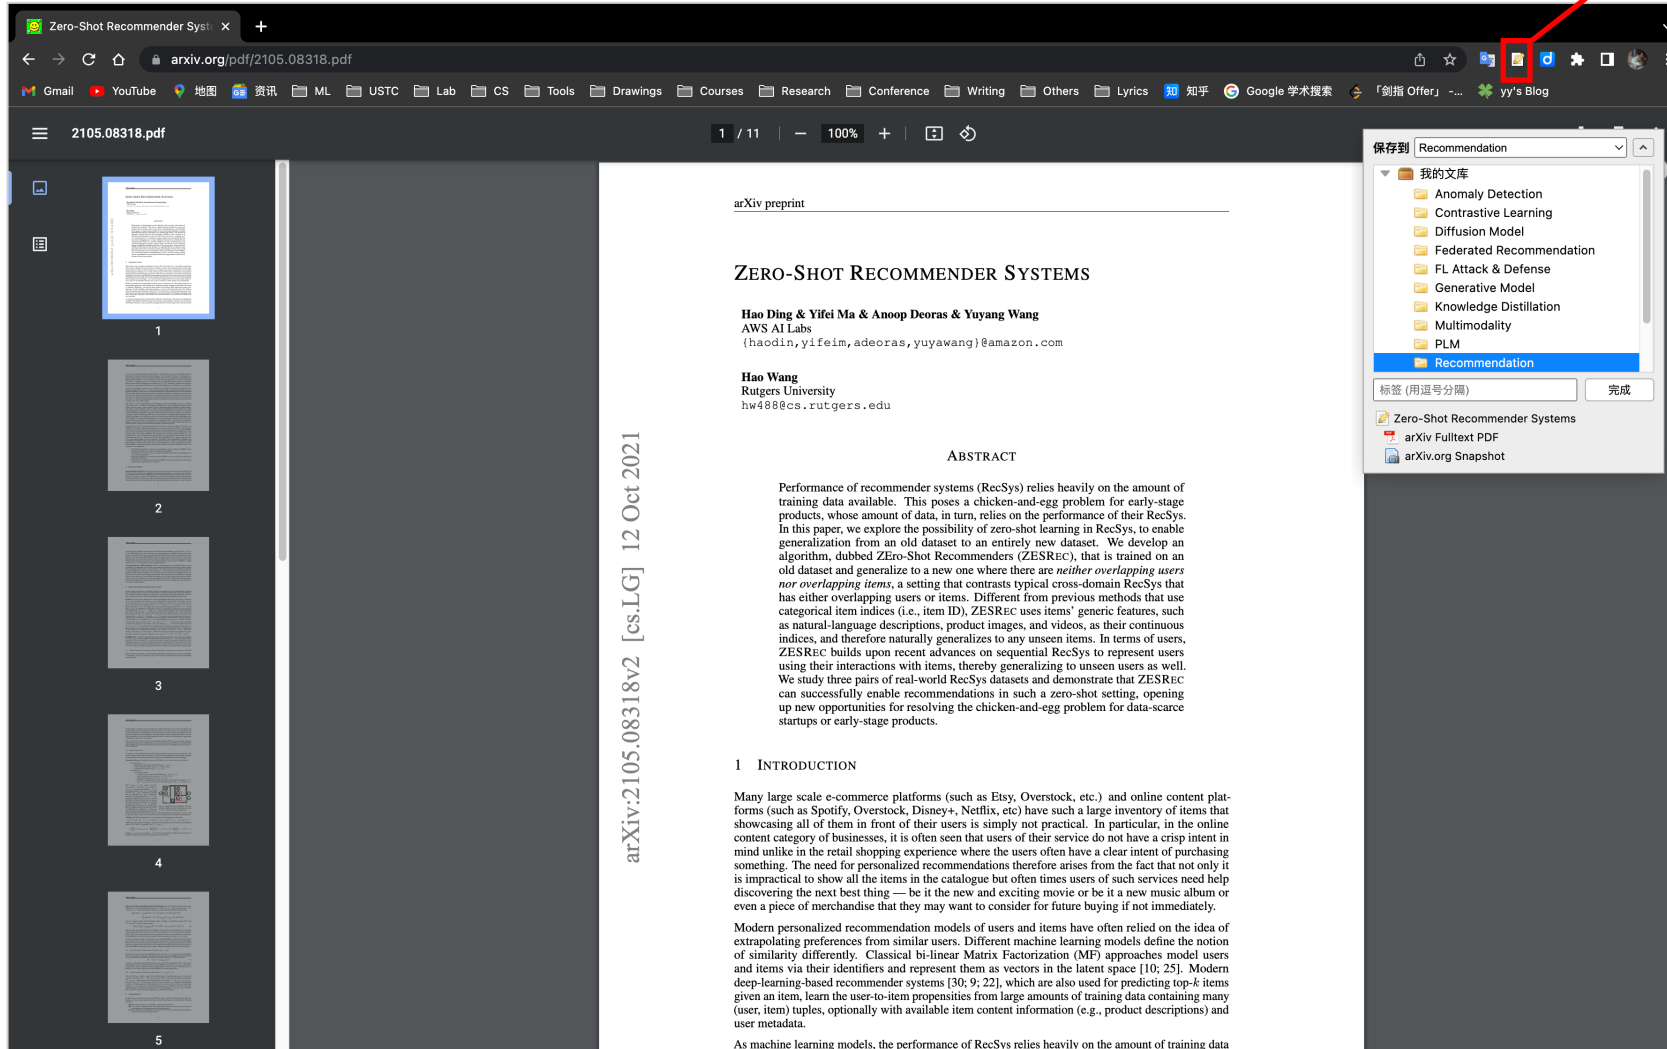 Zero-Shot Recommender Syst
arxiv.org/pdf/2105.08318.pdf
Gmail YouTube 地图 资讯 ML USTC Lab CS Tools Drawings Courses Research Conference Writing Others Lyrics 知乎 Google 学术搜索 「剑指 Offer」 -... yy's Blog
2105.08318.pdf
1 / 11 — 100% +
保存到 Recommendation
我的文库
Anomaly Detection
Contrastive Learning
Diffusion Model
Federated Recommendation
FL Attack & Defense
Generative Model
Knowledge Distillation
Multimodality
PLM
Recommendation
标签 (用逗号分隔) 完成
Zero-Shot Recommender Systems
arXiv Fulltext PDF
arXiv.org Snapshot
1
2
3
4
5
arXiv:2105.08318v2 [cs.LG] 12 Oct 2021
arXiv preprint
ZERO-SHOT RECOMMENDER SYSTEMS
Hao Ding & Yifei Ma & Anoop Deoras & Yuyang Wang
AWS AI Labs
{haodin,yifeim,adeoras,yuyawang}@amazon.com
Hao Wang
Rutgers University
hw488@cs.rutgers.edu
ABSTRACT
Performance of recommender systems (RecSys) relies heavily on the amount of
training data available. This poses a chicken-and-egg problem for early-stage
products, whose amount of data, in turn, relies on the performance of their RecSys.
In this paper, we explore the possibility of zero-shot learning in RecSys, to enable
generalization from an old dataset to an entirely new dataset. We develop an
algorithm, dubbed ZEro-Shot Recommenders (ZESREC), that is trained on an
old dataset and generalize to a new one where there are neither overlapping users
nor overlapping items, a setting that contrasts typical cross-domain RecSys that
has either overlapping users or items. Different from previous methods that use
categorical item indices (i.e., item ID), ZESREC uses items' generic features, such
as natural-language descriptions, product images, and videos, as their continuous
indices, and therefore naturally generalizes to any unseen items. In terms of users,
ZESREC builds upon recent advances on sequential RecSys to represent users
using their interactions with items, thereby generalizing to unseen users as well.
We study three pairs of real-world RecSys datasets and demonstrate that ZESREC
can successfully enable recommendations in such a zero-shot setting, opening
up new opportunities for resolving the chicken-and-egg problem for data-scarce
startups or early-stage products.
1 INTRODUCTION
Many large scale e-commerce platforms (such as Etsy, Overstock, etc.) and online content plat-
forms (such as Spotify, Overstock, Disney+, Netflix, etc) have such a large inventory of items that
showcasing all of them in front of their users is simply not practical. In particular, in the online
content category of businesses, it is often seen that users of their service do not have a crisp intent in
mind unlike in the retail shopping experience where the users often have a clear intent of purchasing
something. The need for personalized recommendations therefore arises from the fact that not only it
is impractical to show all the items in the catalogue but often times users of such services need help
discovering the next best thing — be it the new and exciting movie or be it a new music album or
even a piece of merchandise that they may want to consider for future buying if not immediately.
Modern personalized recommendation models of users and items have often relied on the idea of
extrapolating preferences from similar users. Different machine learning models define the notion
of similarity differently. Classical bi-linear Matrix Factorization (MF) approaches model users
and items via their identifiers and represent them as vectors in the latent space [10; 25]. Modern
deep-learning-based recommender systems [30; 9; 22], which are also used for predicting top-k items
given an item, learn the user-to-item propensities from large amounts of training data containing many
(user, item) tuples, optionally with available item content information (e.g., product descriptions) and
user metadata.
As machine learning models, the performance of RecSys relies heavily on the amount of training data